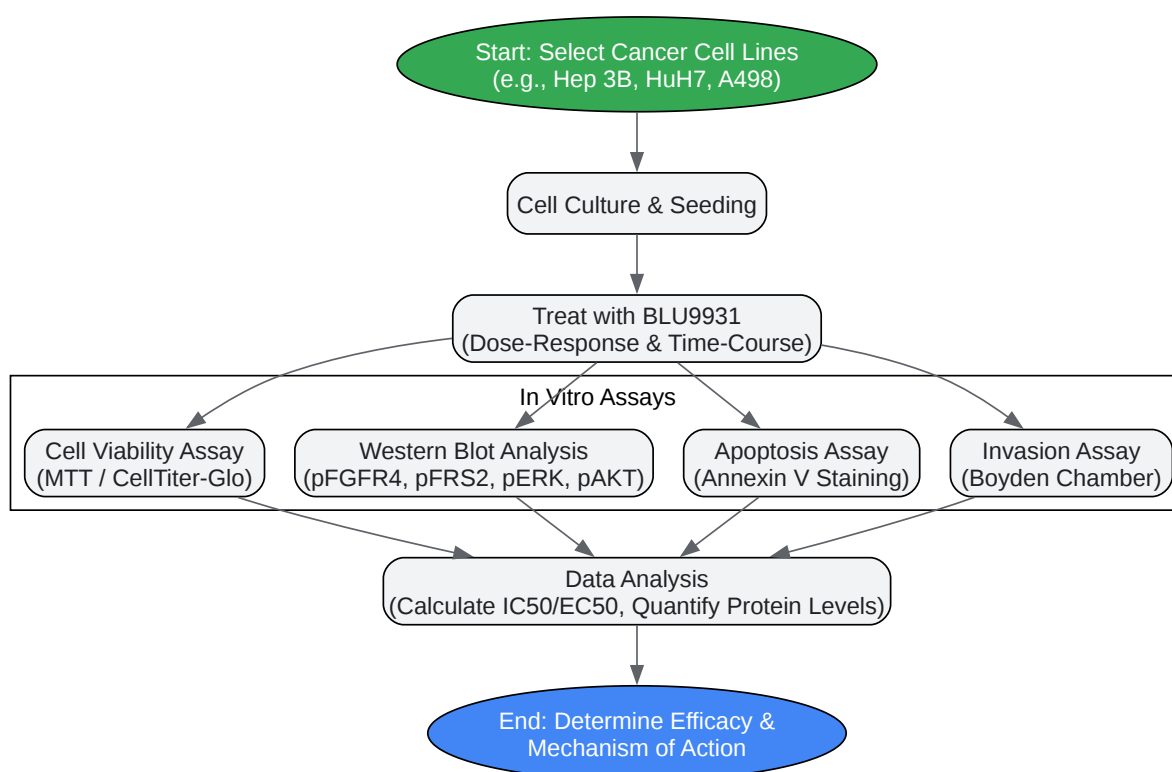 Start: Select Cancer Cell Lines
(e.g., Hep 3B, HuH7, A498)
Cell Culture & Seeding
Treat with BLU9931
(Dose-Response & Time-Course)
In Vitro Assays
Cell Viability Assay
(MTT / CellTiter-Glo)
Western Blot Analysis
(pFGFR4, pFRS2, pERK, pAKT)
Apoptosis Assay
(Annexin V Staining)
Invasion Assay
(Boyden Chamber)
Data Analysis
(Calculate IC50/EC50, Quantify Protein Levels)
End: Determine Efficacy &
Mechanism of Action